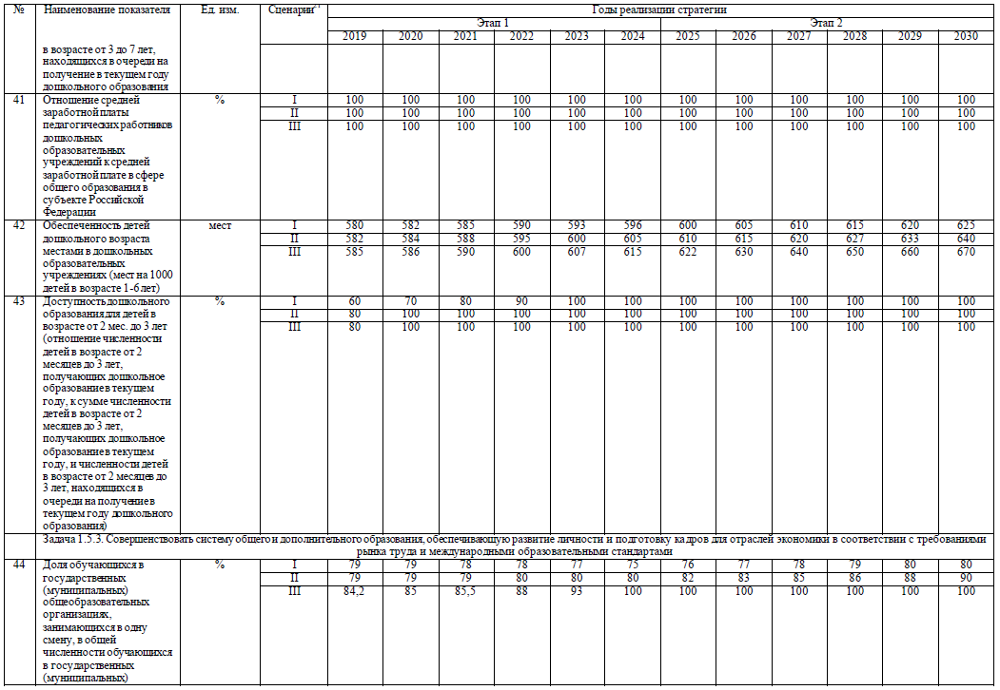 № Наименование показателя Ед. изм. Сценарии Годы реализации стратегии
Этап 1 Этап 2
2019 2020 2021 2022 2023 2024 2025 2026 2027 2028 2029 2030
в возрасте от 3 до 7 лет,
находящихся в очереди на
получение в текущем году
дошкольного образования
41 Отношение средней % I 100 100 100 100 100 100 100 100 100 100 100 100
заработной платы II 100 100 100 100 100 100 100 100 100 100 100 100
педагогических работников III 100 100 100 100 100 100 100 100 100 100 100 100
дошкольных
образовательных
учреждений к средней
заработной плате в сфере
общего образования в
субъекте Российской
Федерации
42 Обеспеченность детей мест I 580 582 585 590 593 596 600 605 610 615 620 625
дошкольного возраста II 582 584 588 595 600 605 610 615 620 627 633 640
местами в дошкольных III 585 586 590 600 607 615 622 630 640 650 660 670
образовательных
учреждениях (мест на 1000
детей в возрасте 1-6 лет)
43 Доступность дошкольного % I 60 70 80 90 100 100 100 100 100 100 100 100
образования для детей в II 80 100 100 100 100 100 100 100 100 100 100 100
возрасте от 2 мес. до 3 лет III 80 100 100 100 100 100 100 100 100 100 100 100
(отношение численности
детей в возрасте от 2
месяцев до 3 лет,
получающих дошкольное
образование в текущем
году, к сумме численности
детей в возрасте от 2
месяцев до 3 лет,
получающих дошкольное
образование в текущем
году, и численности детей
в возрасте от 2 месяцев до
3 лет, находящихся в
очереди на получение в
текущем году дошкольного
образования)
Задача 1.5.3. Совершенствовать систему общего и дополнительного образования, обеспечивающую развитие личности и подготовку кадров для отраслей экономики в соответствии с требованиями
рынка труда и международными образовательными стандартами
44 Доля обучающихся в % I 79 79 78 78 77 75 76 77 78 79 80 80
государственных II 79 79 79 80 80 80 82 83 85 86 88 90
(муниципальных) III 84,2 85 85,5 88 93 100 100 100 100 100 100 100
общеобразовательных
организациях,
занимающихся в одну
смену, в общей
численности обучающихся
в государственных
(муниципальных)